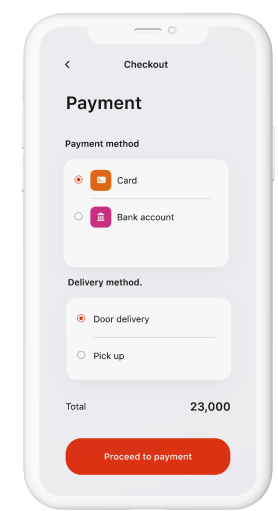 Checkout
Payment
Payment method
Card
Bank account
Delivery method.
Door delivery
Pick up
Total 23,000
Proceed to payment